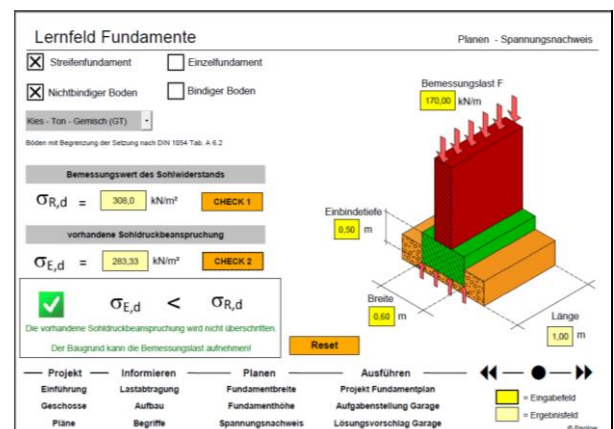 Lernfeld Fundamente
Planen - Spannungsnachweis
Streifenfundament Einzelfundament
Nichtbindiger Boden Bindiger Boden
Kies - Ton - Gemisch (GT)
Böden mit Begrenzung der Setzung nach DIN 1054 Tab. A 6.2
Bemessungswert des Sohlwiderstands
σR,d = 308,0 kN/m² CHECK 1
vorhandene Sohldruckbeanspruchung
σE,d = 283,33 kN/m² CHECK 2
σE,d < σR,d
Die vorhandene Sohldruckbeanspruchung wird nicht überschritten.
Der Baugrund kann die Bemessungslast aufnehmen!
Reset
Bemessungslast F
170,00 kN/m
Einbindetiefe
0,50 m
Breite
0,60 m
Länge
1,00 m
Projekt Informieren Planen Ausführen
Einführung Lastabtragung Fundamentbreite Projekt Fundamentplan
Geschosse Aufbau Fundamenthöhe Aufgabenstellung Garage
Pläne Begriffe Spannungsnachweis Lösungsvorschlag Garage
= Eingabefeld
= Ergebnisfeld